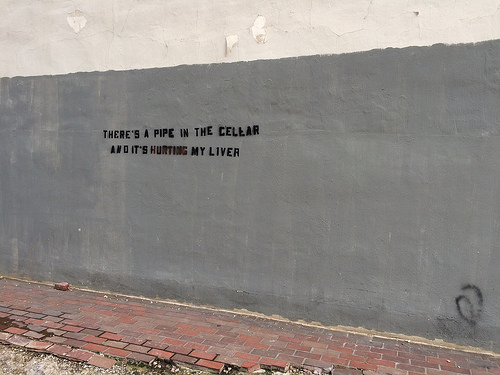 THERE'S A PIPE IN THE CELLAR
AND IT'S HURTING MY LIVER